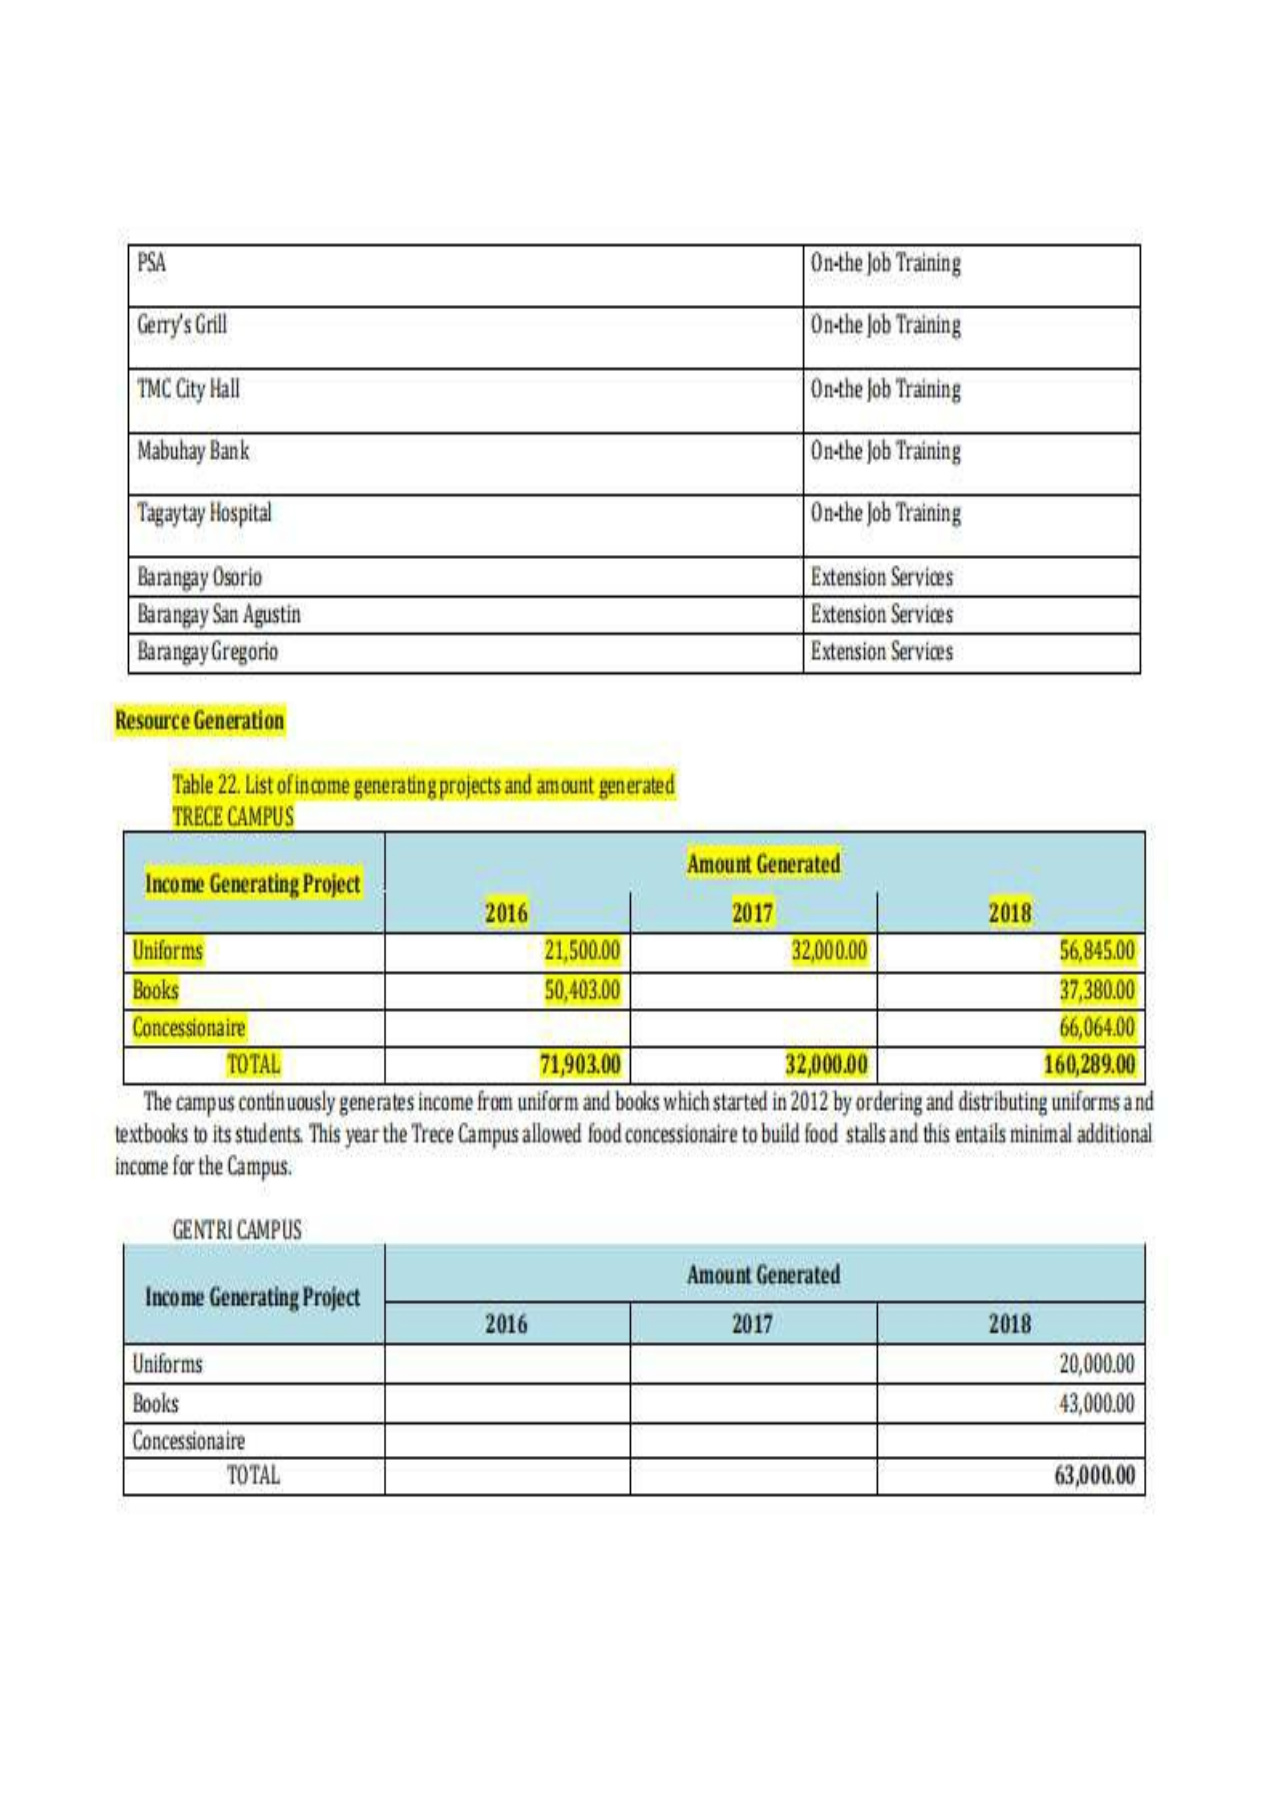 PSA On-the Job Training
Gerry's Grill On-the Job Training
TMC City Hall On-the Job Training
Mabuhay Bank On-the Job Training
Tagaytay Hospital On-the Job Training
Barangay Osorio Extension Services
Barangay San Agustin Extension Services
Barangay Gregorio Extension Services
Resource Generation
Table 22. List of income generating projects and amount generated
TRECE CAMPUS
Income Generating Project Amount Generated
2016 2017 2018
Uniforms 21,500.00 32,000.00 56,845.00
Books 50,403.00 37,380.00
Concessionaire 66,064.00
TOTAL 71,903.00 32,000.00 160,289.00
The campus continuously generates income from uniform and books which started in 2012 by ordering and distributing uniforms and
textbooks to its students. This year the Trece Campus allowed food concessionaire to build food stalls and this entails minimal additional
income for the Campus.
GENTRI CAMPUS
Income Generating Project Amount Generated
2016 2017 2018
Uniforms 20,000.00
Books 43,000.00
Concessionaire
TOTAL 63,000.00